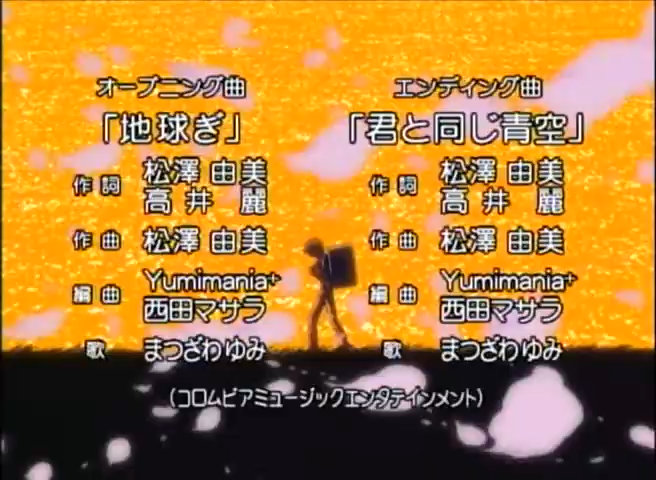 オープニング曲
「地球ぎ」
作詞 松澤 由美
高井 麗
作曲 松澤 由美
編曲 Yumimania+
西田マサラ
歌 まつざわゆみ
エンディング曲
「君と同じ青空」
作詞 松澤 由美
高井 麗
作曲 松澤 由美
編曲 Yumimania+
西田マサラ
歌 まつざわゆみ
(コロムビアミュージックエンタテインメント)